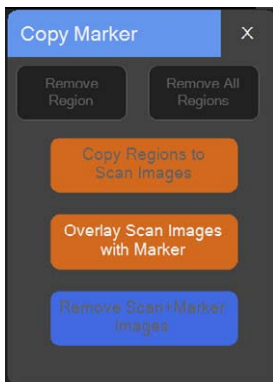 Copy Marker X
Remove Remove All
Region Regions
Copy Regions to
Scan Images
Overlay Scan Images
with Marker
Remove Scan+Marker
Images